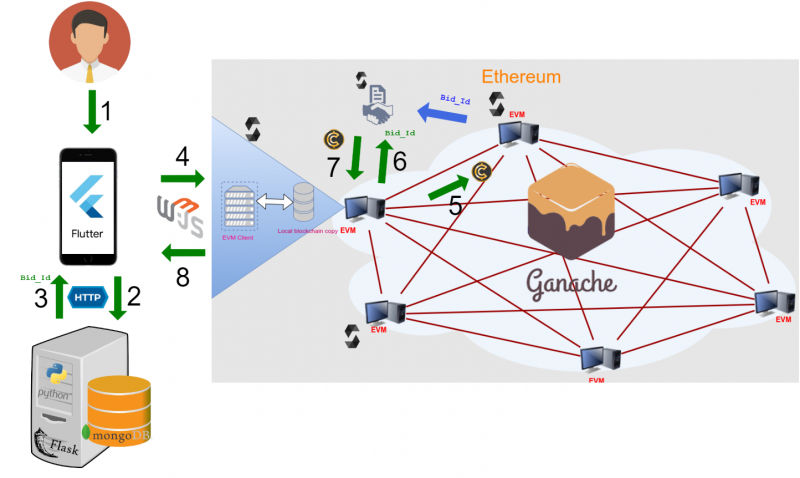 Ethereum
Bid_Id
EVM
1
Bid_Id
7
6
4
5
EVM
EVM
W3JS
Flutter
EVM Client
Local blockchain copy
8
Ganache
Bid_Id
3
HTTP
2
EVM
EVM
EVM
python
mongoDB
Flask